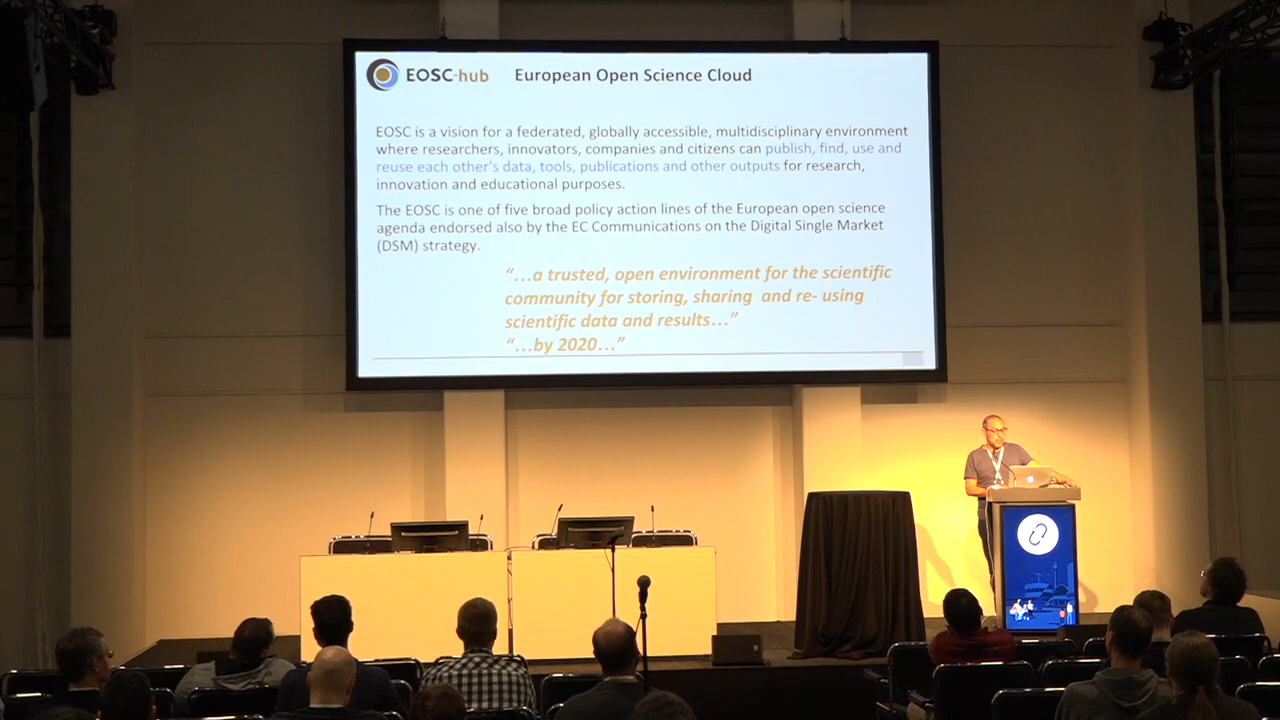 EOSC-hub European Open Science Cloud
EOSC is a vision for a federated, globally accessible, multidisciplinary environment
where researchers, innovators, companies and citizens can publish, find, use and
reuse each other's data, tools, publications and other outputs for research,
innovation and educational purposes.
The EOSC is one of five broad policy action lines of the European open science
agenda endorsed also by the EC Communications on the Digital Single Market
(DSM) strategy.
“…a trusted, open environment for the scientific
community for storing, sharing and re- using
scientific data and results…”
“…by 2020…”